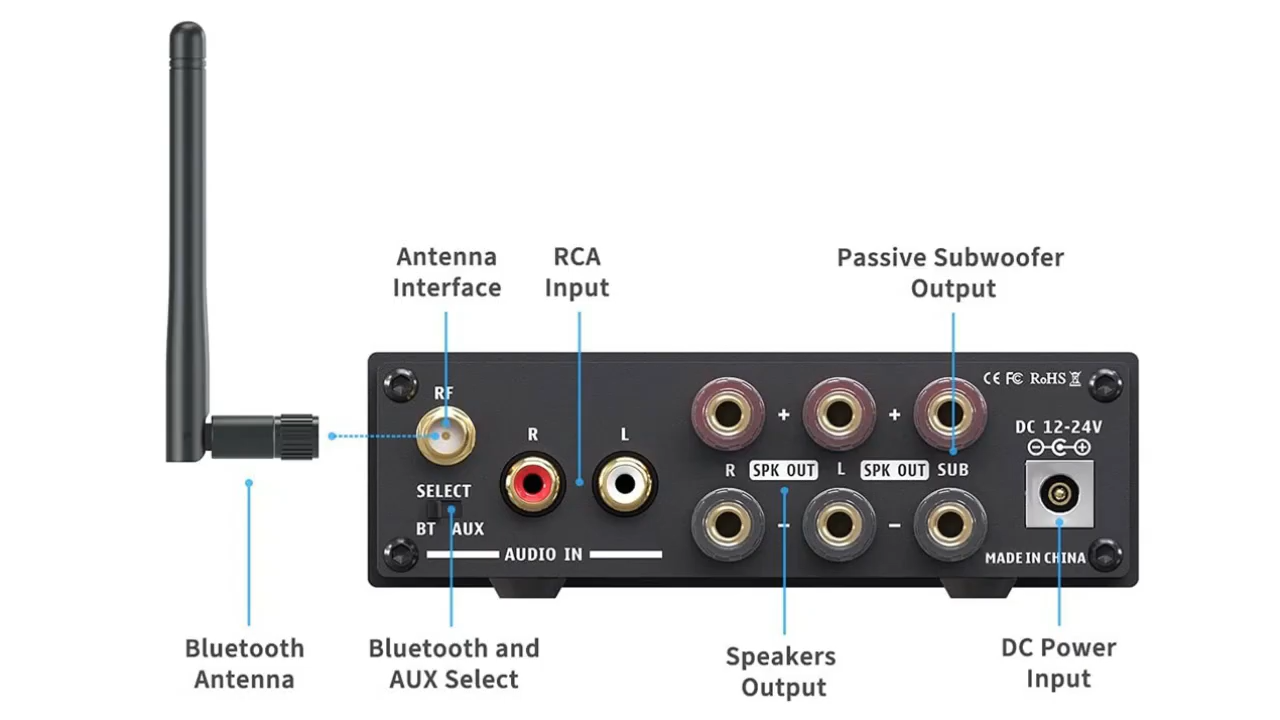 Antenna
Interface
RCA
Input
Passive Subwoofer
Output
RF
R
L
SELECT
BT AUX
AUDIO IN
+
+
R SPK OUT L SPK OUT SUB
-
-
CE FC RoHS
DC 12-24V
MADE IN CHINA
Bluetooth
Antenna
Bluetooth and
AUX Select
Speakers
Output
DC Power
Input